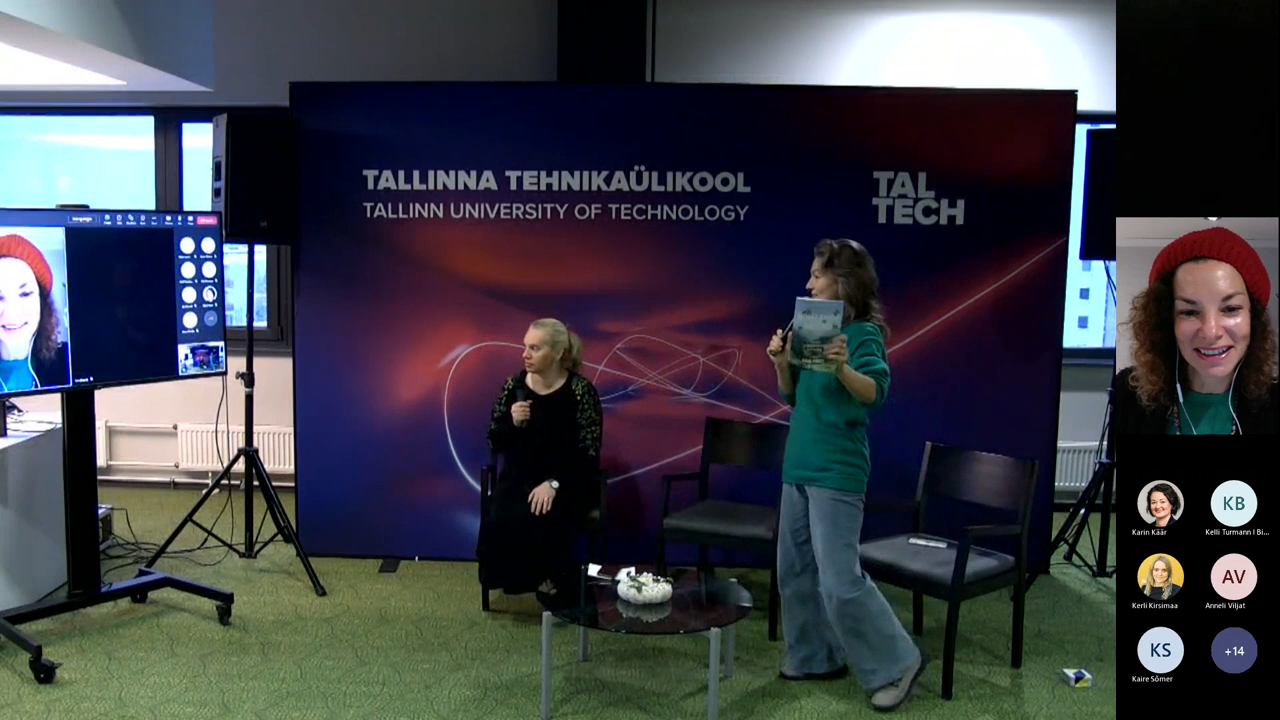 TALLINNA TEHNIKAÜLIKOOL
TALLINN UNIVERSITY OF TECHNOLOGY
TAL
TECH
Karin Käär
KB
Kelli Turmann | Bi...
Kerli Kirsimaa
AV
Anneli Viljat
KS
Kaire Sõmer
+14